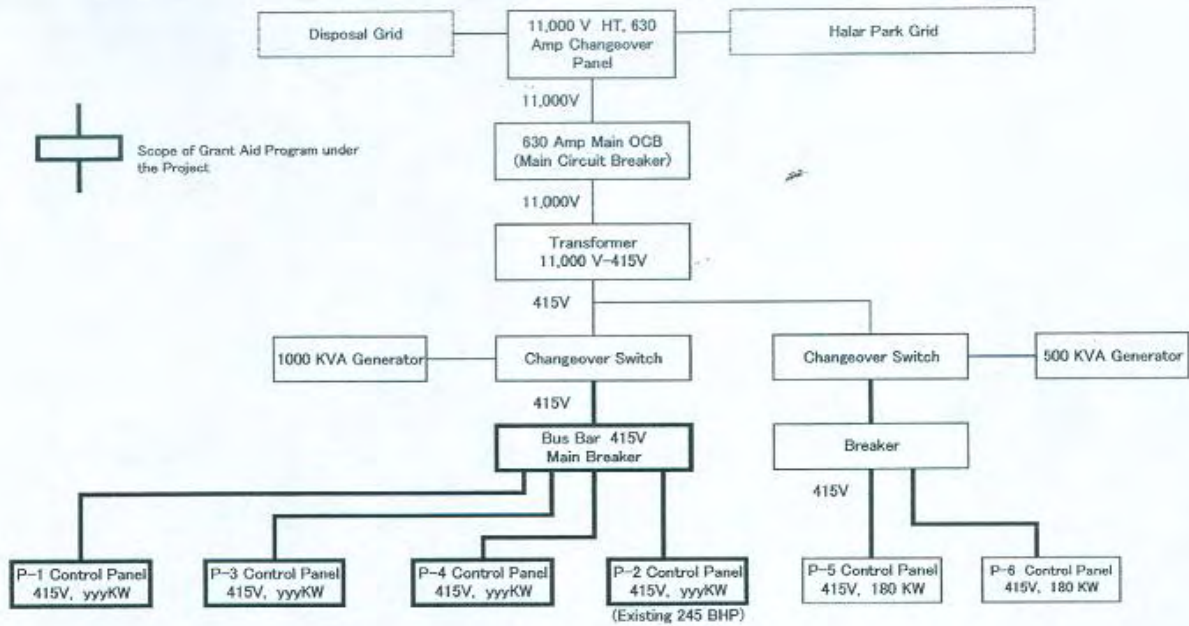 Disposal Grid
11,000 V HT, 630
Amp Changeover
Panel
Halar Park Grid
11,000V
Scope of Grant Aid Program under
the Project
630 Amp Main OCB
(Main Circuit Breaker)
11,000V
Transformer
11,000 V-415V
415V
1000 KVA Generator
Changeover Switch
Changeover Switch
500 KVA Generator
415V
Bus Bar 415V
Main Breaker
Breaker
415V
P-1 Control Panel
415V, yyyKW
P-3 Control Panel
415V, yyyKW
P-4 Control Panel
415V, yyyKW
P-2 Control Panel
415V, yyyKW
(Existing 245 BHP)
P-5 Control Panel
415V, 180 KW
P-6 Control Panel
415V, 180 KW